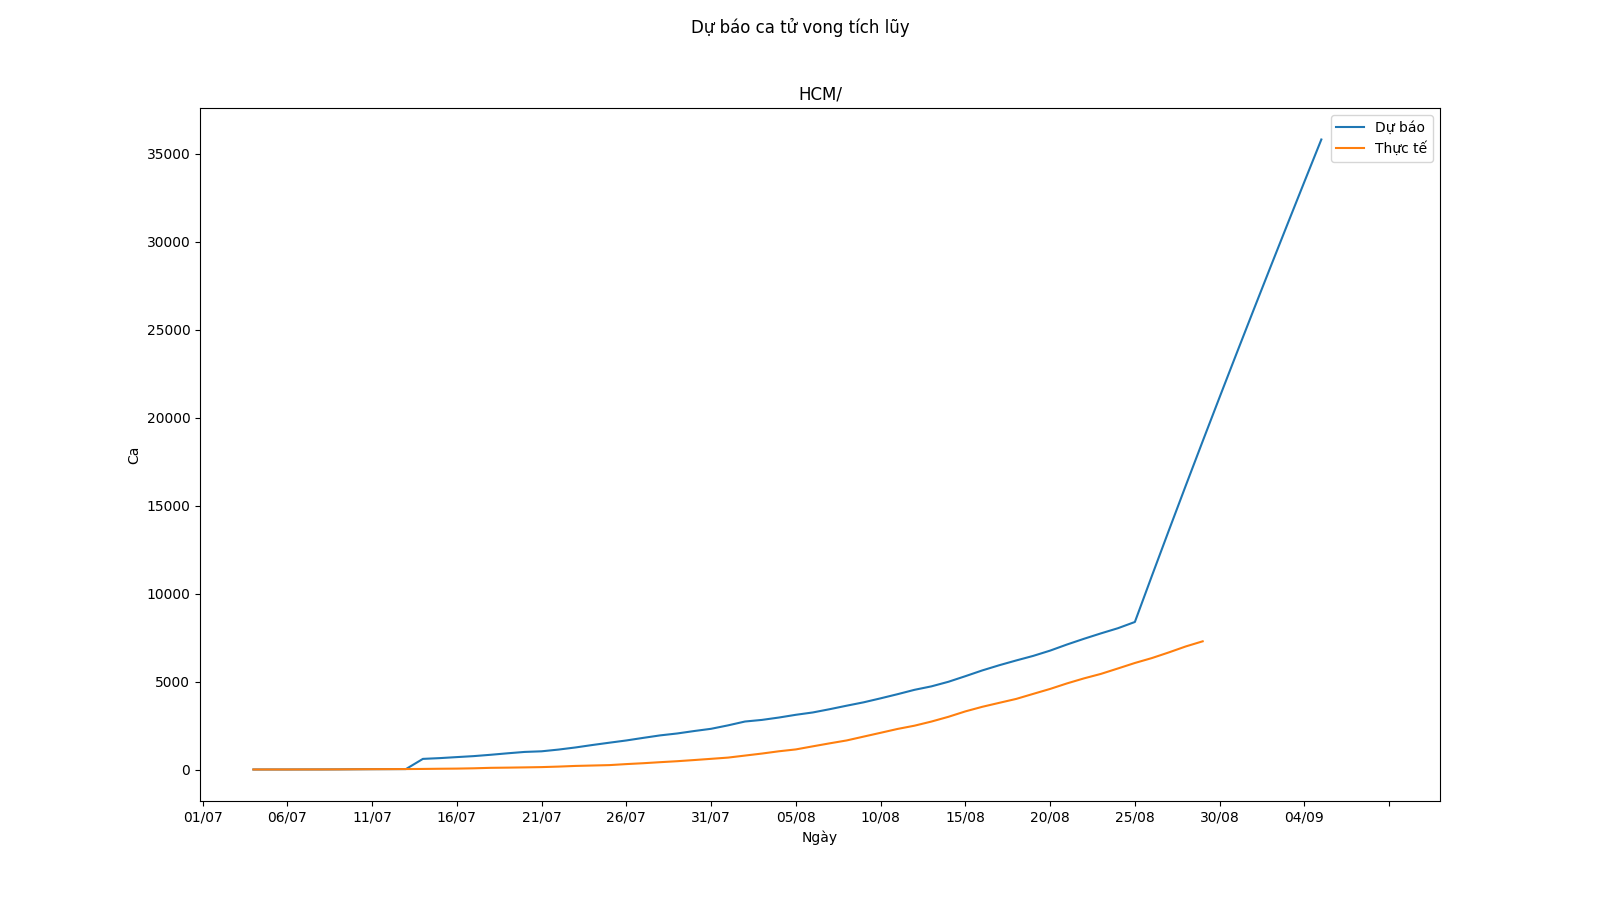 Dự báo ca tử vong tích lũy
HCM/
Dự báo
Thực tế
35000
30000
25000
20000
15000
10000
5000
0
Ca
01/07 06/07 11/07 16/07 21/07 26/07 31/07 05/08 10/08 15/08 20/08 25/08 30/08 04/09
Ngày